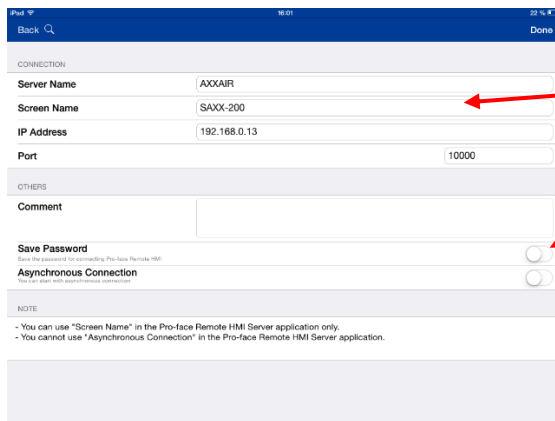 iPad 16:01 22 %
Back Done
CONNECTION
Server Name AXXAIR
Screen Name SAXX-200
IP Address 192.168.0.13
Port 10000
OTHERS
Comment
Save Password
Save the password for connecting Pro-face Remote HMI
Asynchronous Connection
You can start with asynchronous connection
NOTE
- You can use "Screen Name" in the Pro-face Remote HMI Server application only.
- You cannot use "Asynchronous Connection" in the Pro-face Remote HMI Server application.